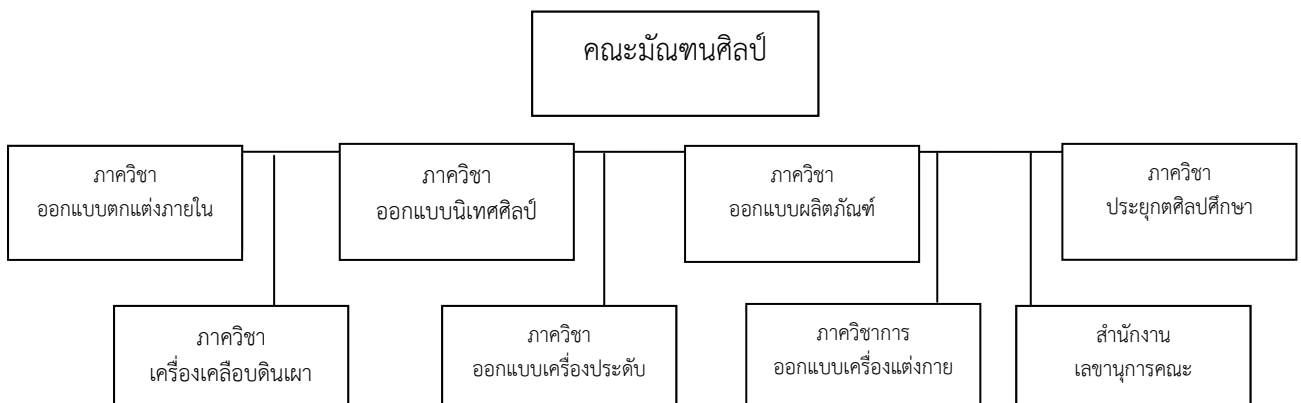 คณะมัณฑนศิลป์
ภาควิชา
ออกแบบตกแต่งภายใน
ภาควิชา
ออกแบบนิเทศศิลป์
ภาควิชา
ออกแบบผลิตภัณฑ์
ภาควิชา
ประยุกตศิลปศึกษา
ภาควิชา
เครื่องเคลือบดินเผา
ภาควิชา
ออกแบบเครื่องประดับ
ภาควิชาการ
ออกแบบเครื่องแต่งกาย
สำนักงาน
เลขานุการคณะ